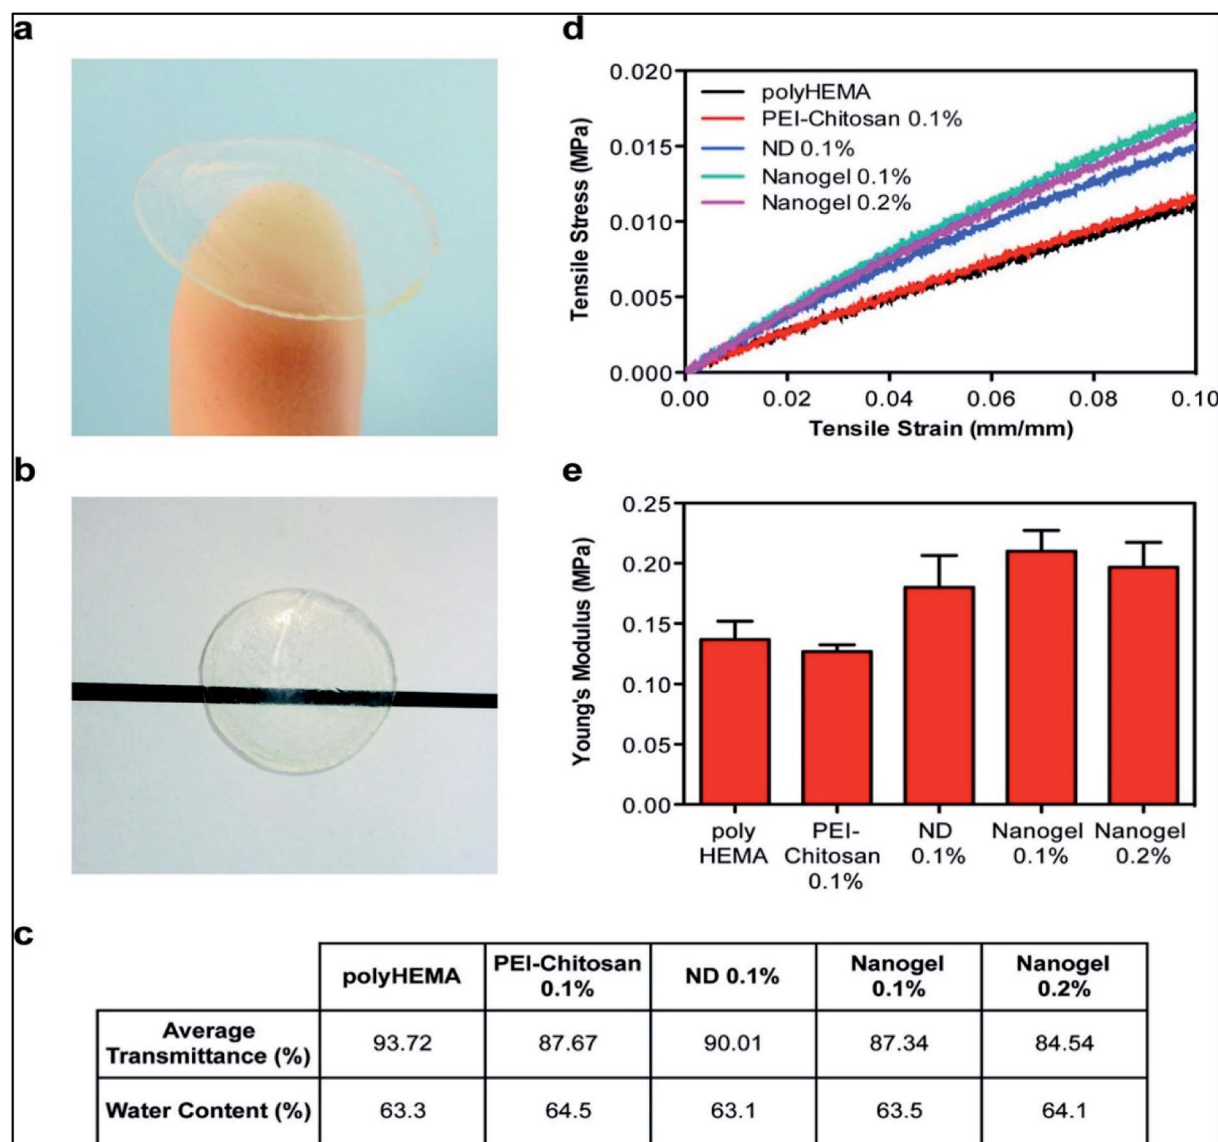 a
b
d
0.020
0.015
0.010
0.005
0.000
Tensile Stress (MPa)
polyHEMA
PEI-Chitosan 0.1%
ND 0.1%
Nanogel 0.1%
Nanogel 0.2%
0.00 0.02 0.04 0.06 0.08 0.10
Tensile Strain (mm/mm)
e
0.25
0.20
0.15
0.10
0.05
0.00
Young's Modulus (MPa)
poly PEI- ND Nanogel Nanogel
HEMA Chitosan 0.1% 0.1% 0.2%
0.1%
c
polyHEMA PEI-Chitosan 0.1% ND 0.1% Nanogel 0.1% Nanogel 0.2%
Average Transmittance (%) 93.72 87.67 90.01 87.34 84.54
Water Content (%) 63.3 64.5 63.1 63.5 64.1